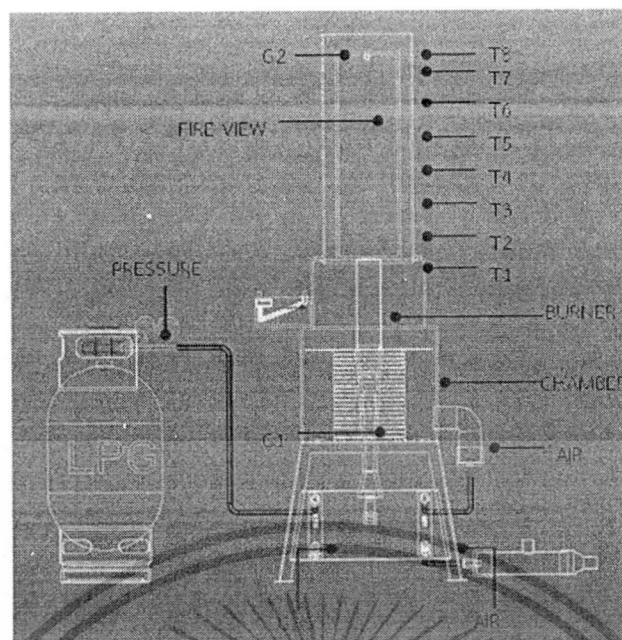 G2
T8
T7
T6
FIRE VIEW
T5
T4
T3
T2
PRESSURE
T1
BURNER
CHAMBER
LPG
G1
AIR
AIR